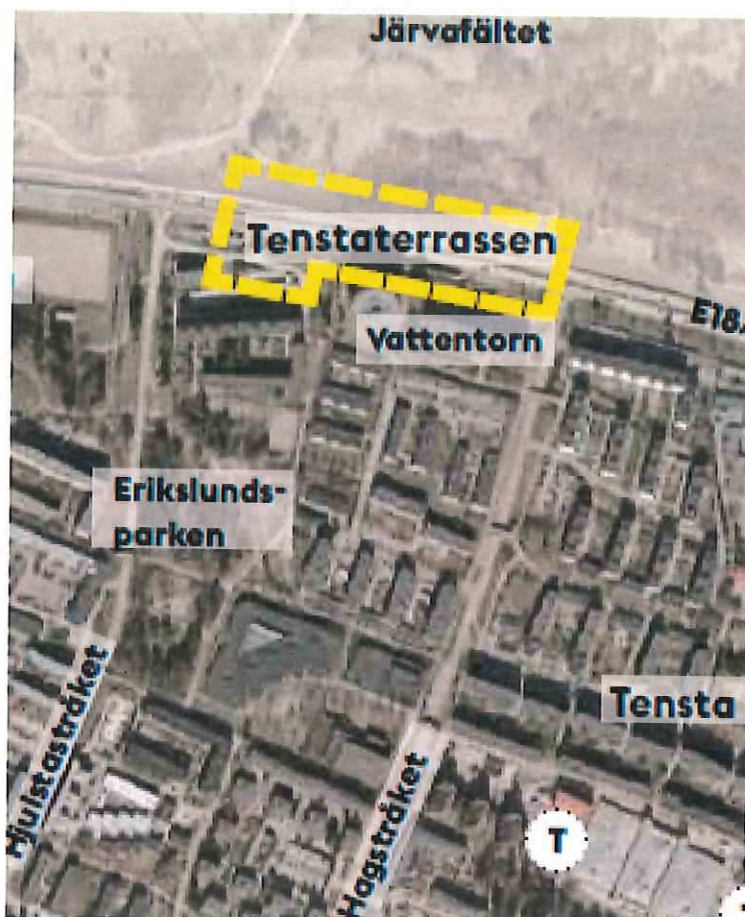 Järvafältet
Tenstaterrassen
E18
Vattentorn
Erikslunds-
parken
Tensta
Hjulstastråket
Hagstråket
T